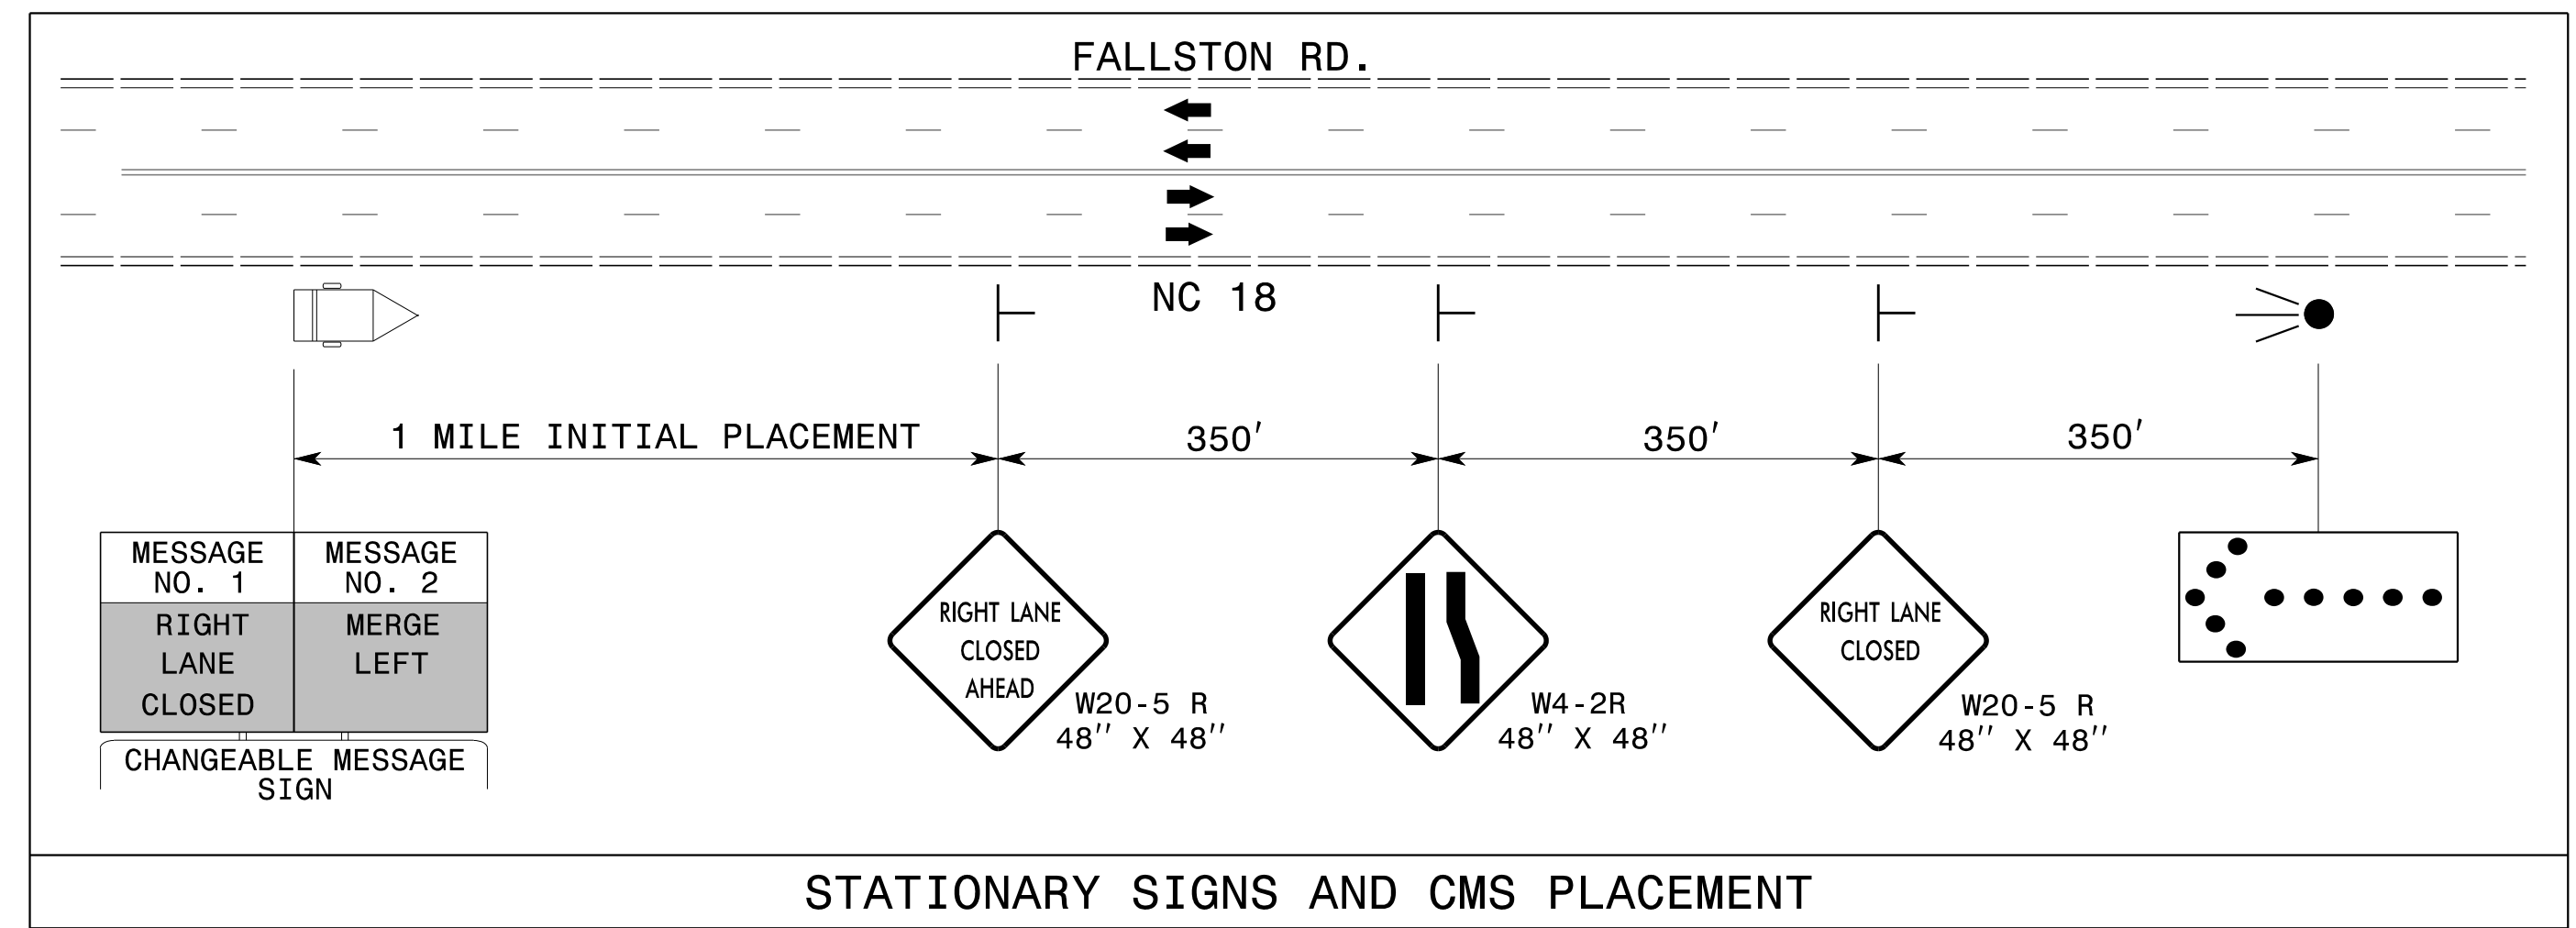 FALLSTON RD.
NC 18
1 MILE INITIAL PLACEMENT
350'
350'
350'
MESSAGE
NO. 1
MESSAGE
NO. 2
RIGHT
LANE
CLOSED
MERGE
LEFT
CHANGEABLE MESSAGE
SIGN
RIGHT LANE
CLOSED
AHEAD
W20-5 R
48'' X 48''
W4-2R
48'' X 48''
RIGHT LANE
CLOSED
W20-5 R
48'' X 48''
STATIONARY SIGNS AND CMS PLACEMENT